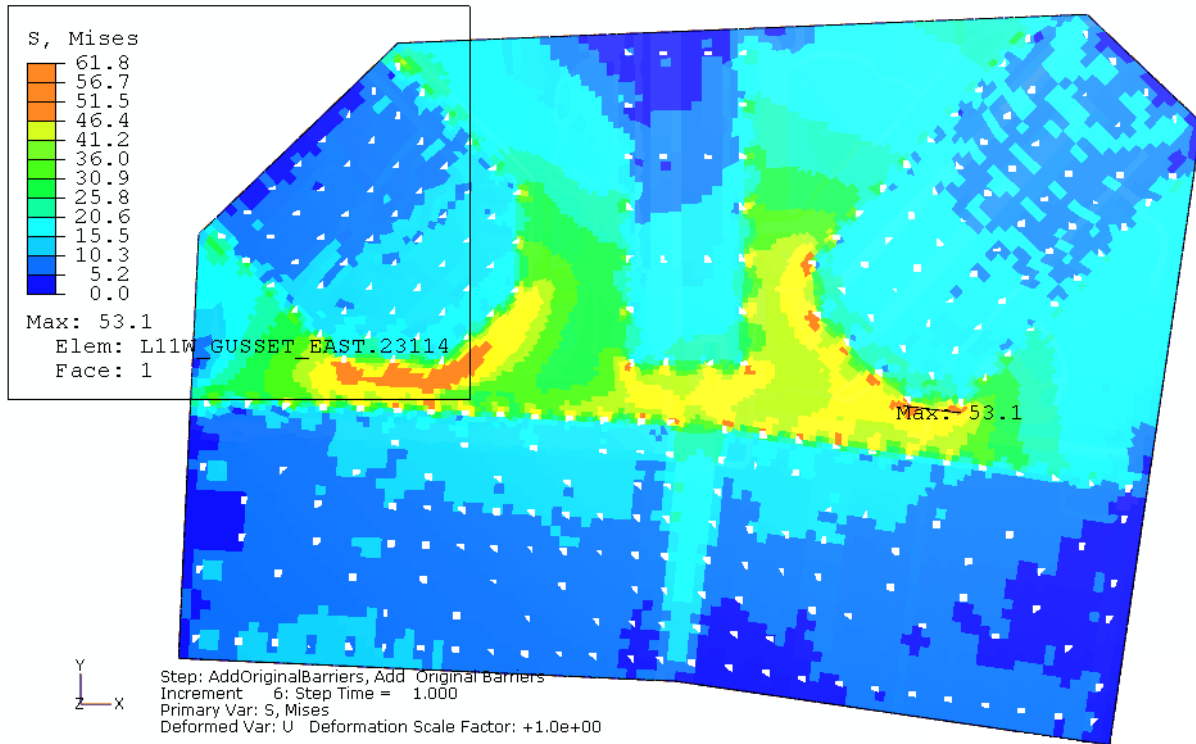 S, Mises
61.8
56.7
51.5
46.4
41.2
36.0
30.9
25.8
20.6
15.5
10.3
5.2
0.0
Max: 53.1
Elem: L11W_GUSSET_EAST.23114
Face: 1
Max: 53.1
Y
Z X
Step: AddOriginalBarriers, Add Original Barriers
Increment 6: Step Time = 1.000
Primary Var: S, Mises
Deformed Var: U Deformation Scale Factor: +1.0e+00